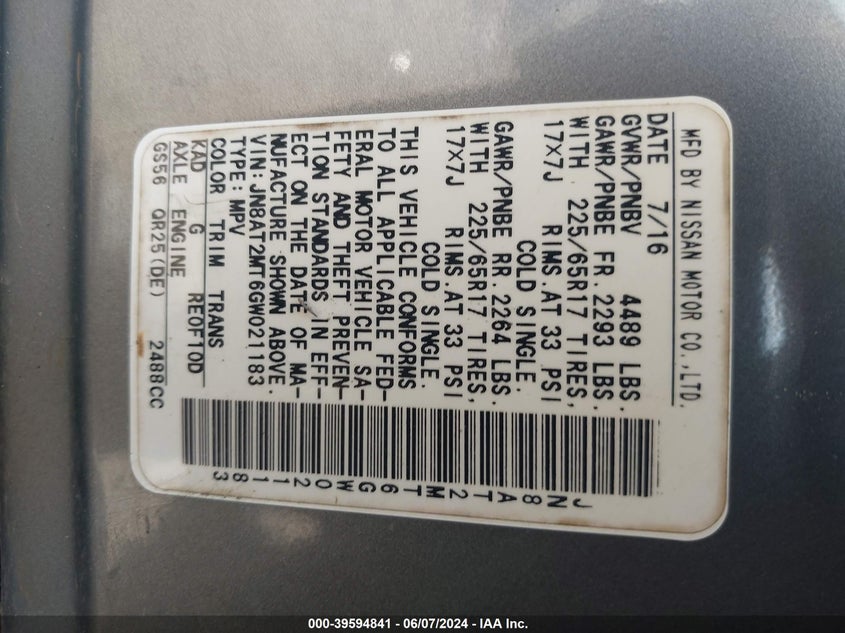 MFD BY NISSAN MOTOR CO.,LTD.
DATE 7/16
GVWR/PNBV 4489 LBS.
GAWR/PNBE FR. 2293 LBS.
WITH 225/65R17 TIRES,
17X7J RIMS.AT 33 PSI
COLD SINGLE.
GAWR/PNBE RR. 2264 LBS.
WITH 225/65R17 TIRES,
17X7J RIMS.AT 33 PSI
COLD SINGLE.
THIS VEHICLE CONFORMS
TO ALL APPLICABLE FED-
ERAL MOTOR VEHICLE SA-
FETY AND THEFT PREVEN-
TION STANDARDS IN EFF-
ECT ON THE DATE OF MA-
NUFACTURE SHOWN ABOVE.
VIN:JN8AT2MT6GW021183
TYPE:MPV
COLOR TRIM TRANS
KAD G RE0F10D
AXLE ENGINE
GS56 QR25(DE) 2488CC
JN8AT2MT6GW021183
000-39594841 - 06/07/2024 - IAA Inc.